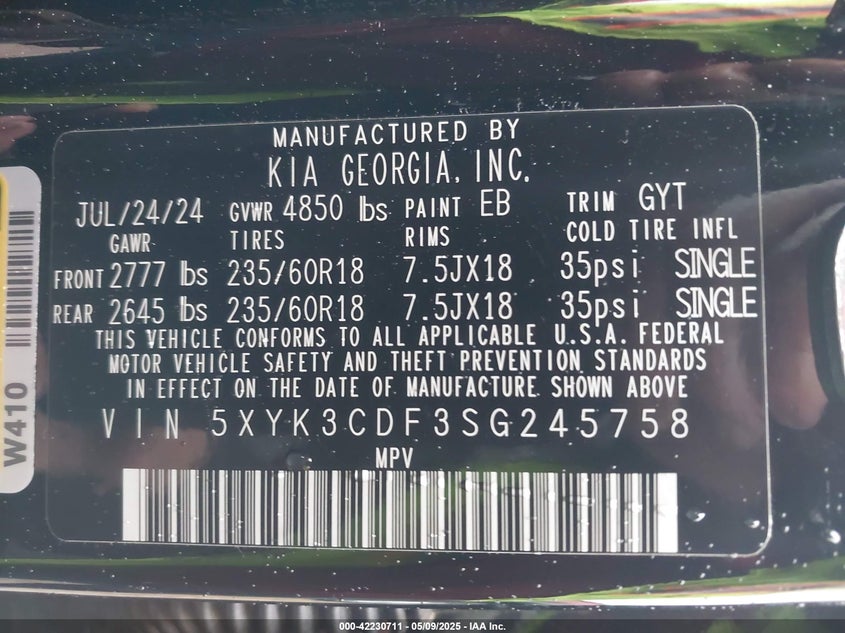 MANUFACTURED BY
KIA GEORGIA, INC.
JUL/24/24 GVWR 4850 lbs PAINT EB TRIM GYT
GAWR TIRES RIMS COLD TIRE INFL
FRONT 2777 lbs 235/60R18 7.5JX18 35psi SINGLE
REAR 2645 lbs 235/60R18 7.5JX18 35psi SINGLE
THIS VEHICLE CONFORMS TO ALL APPLICABLE U.S.A. FEDERAL
MOTOR VEHICLE SAFETY AND THEFT PREVENTION STANDARDS
IN EFFECT ON THE DATE OF MANUFACTURE SHOWN ABOVE
VIN 5XYK3CDF3SG245758
MPV
W410
000-42230711 - 05/09/2025 - IAA Inc.